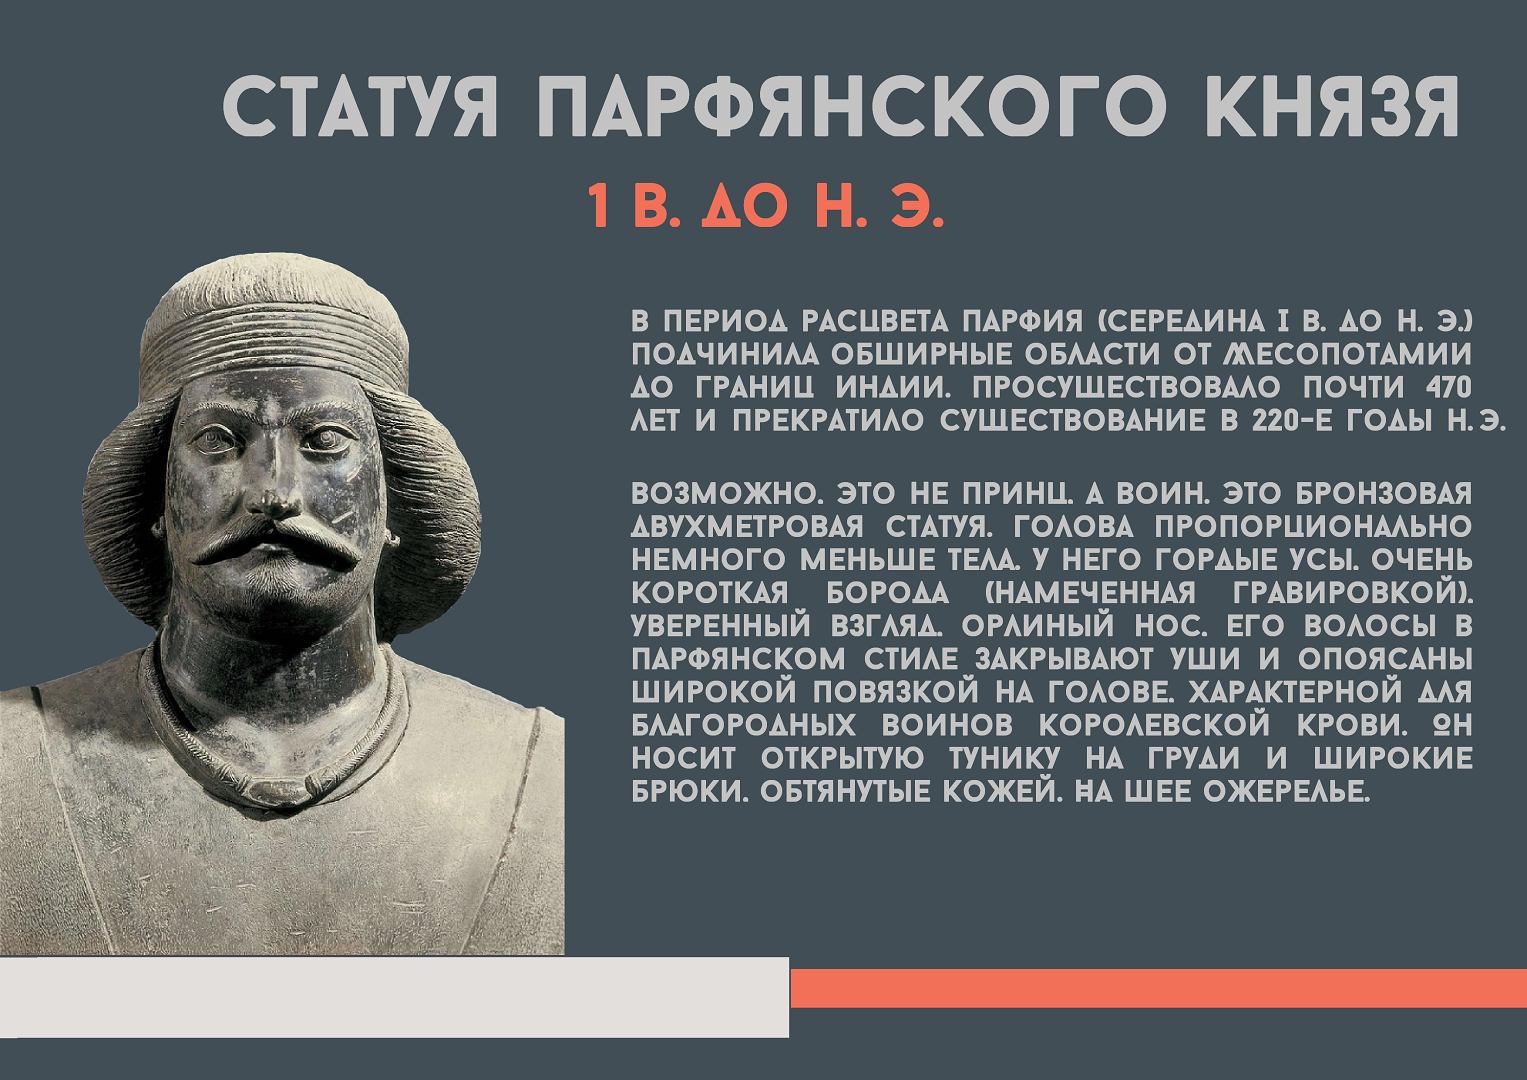 СТАТУЯ ПАРФЯНСКОГО КНЯЗЯ
1 В. ДО Н. Э.
В ПЕРИОД РАСЦВЕТА ПАРФИЯ (СЕРЕДИНА I В. ДО Н. Э.)
ПОДЧИНИЛА ОБШИРНЫЕ ОБЛАСТИ ОТ МЕСОПОТАМИИ
ДО ГРАНИЦ ИНДИИ. ПРОСУЩЕСТВОВАЛО ПОЧТИ 470
ЛЕТ И ПРЕКРАТИЛО СУЩЕСТВОВАНИЕ В 220-Е ГОДЫ Н. Э.
ВОЗМОЖНО. ЭТО НЕ ПРИНЦ. А ВОИН. ЭТО БРОНЗОВАЯ
ДВУХМЕТРОВАЯ СТАТУЯ. ГОЛОВА ПРОПОРЦИОНАЛЬНО
НЕМНОГО МЕНЬШЕ ТЕЛА. У НЕГО ГОРДЫЕ УСЫ. ОЧЕНЬ
КОРОТКАЯ БОРОДА (НАМЕЧЕННАЯ ГРАВИРОВКОЙ).
УВЕРЕННЫЙ ВЗГЛЯД. ОРЛИНЫЙ НОС. ЕГО ВОЛОСЫ В
ПАРФЯНСКОМ СТИЛЕ ЗАКРЫВАЮТ УШИ И ОПОЯСАНЫ
ШИРОКОЙ ПОВЯЗКОЙ НА ГОЛОВЕ. ХАРАКТЕРНОЙ ДЛЯ
БЛАГОРОДНЫХ ВОИНОВ КОРОЛЕВСКОЙ КРОВИ. ОН
НОСИТ ОТКРЫТУЮ ТУНИКУ НА ГРУДИ И ШИРОКИЕ
БРЮКИ. ОБТЯНУТЫЕ КОЖЕЙ. НА ШЕЕ ОЖЕРЕЛЬЕ.